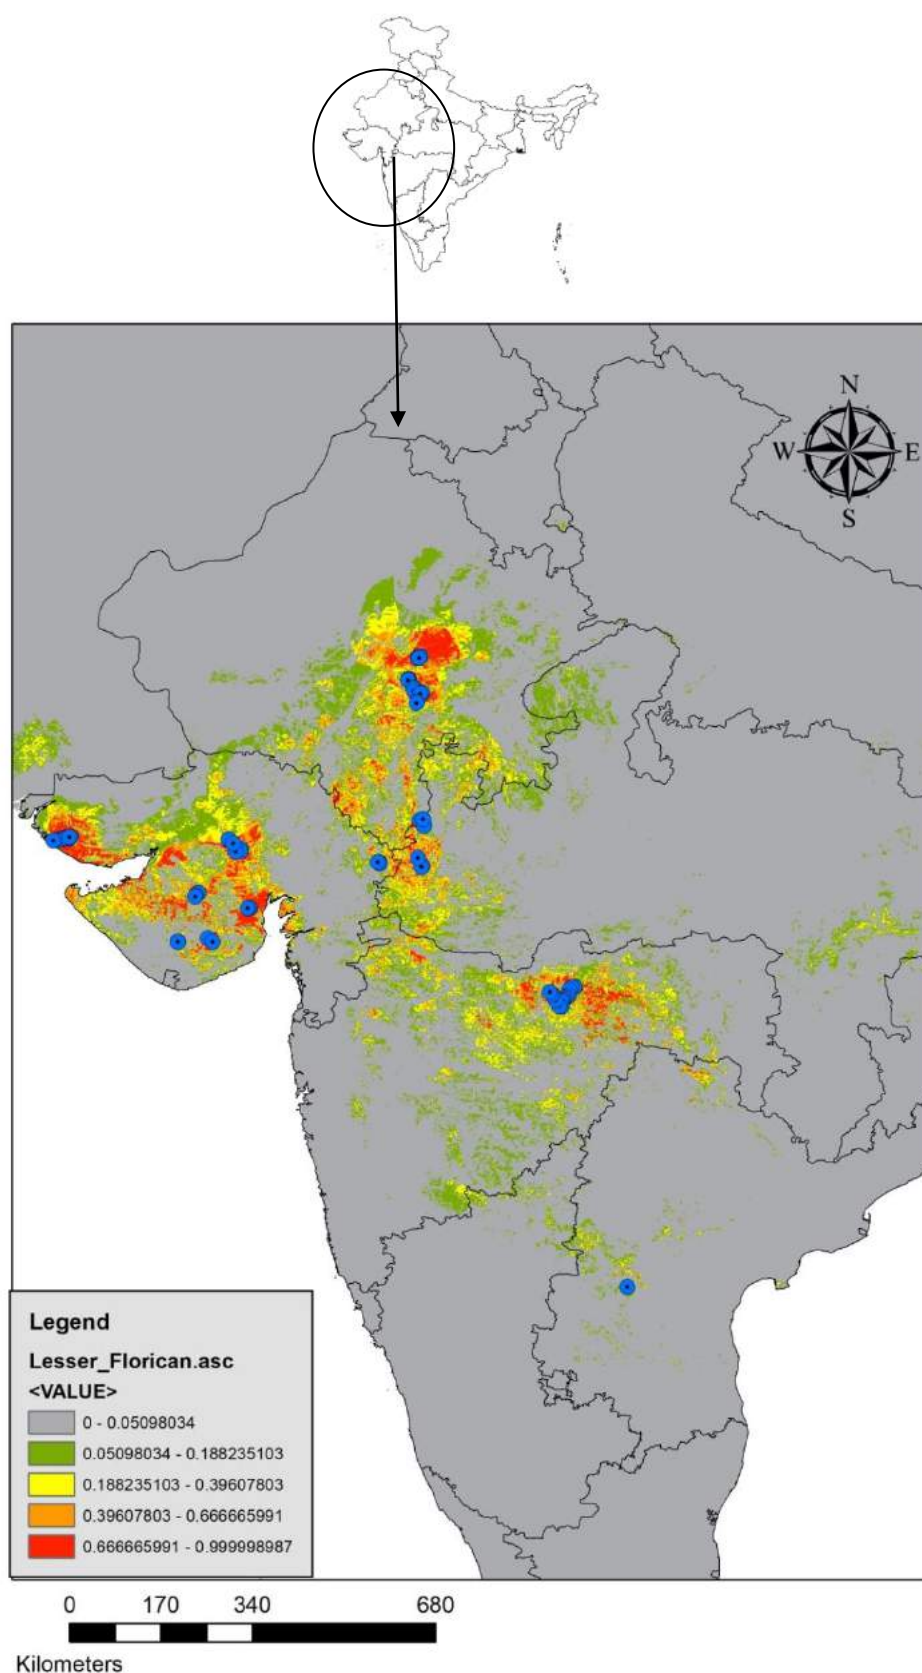 N
W E
S
Legend
Lesser_Florican.asc
<VALUE>
0 - 0.05098034
0.05098034 - 0.188235103
0.188235103 - 0.39607803
0.39607803 - 0.666665991
0.666665991 - 0.999998987
0 170 340 680
Kilometers